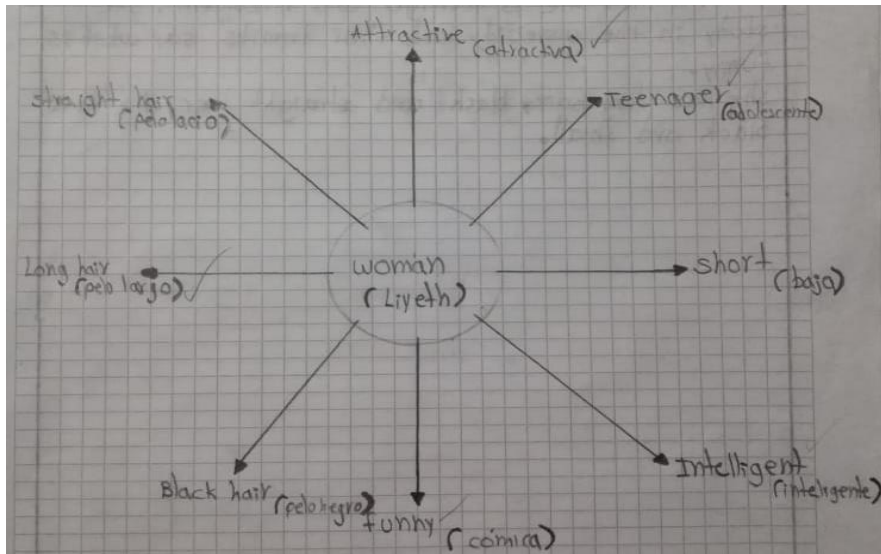 Attractive
(atractiva)
straight hair
(pelo lacio)
Teenager
(adolescente)
Long hair
(pelo largo)
woman
(Liyeth)
short
(baja)
Black hair
(pelo negro)
funny
(cómica)
Intelligent
(inteligente)